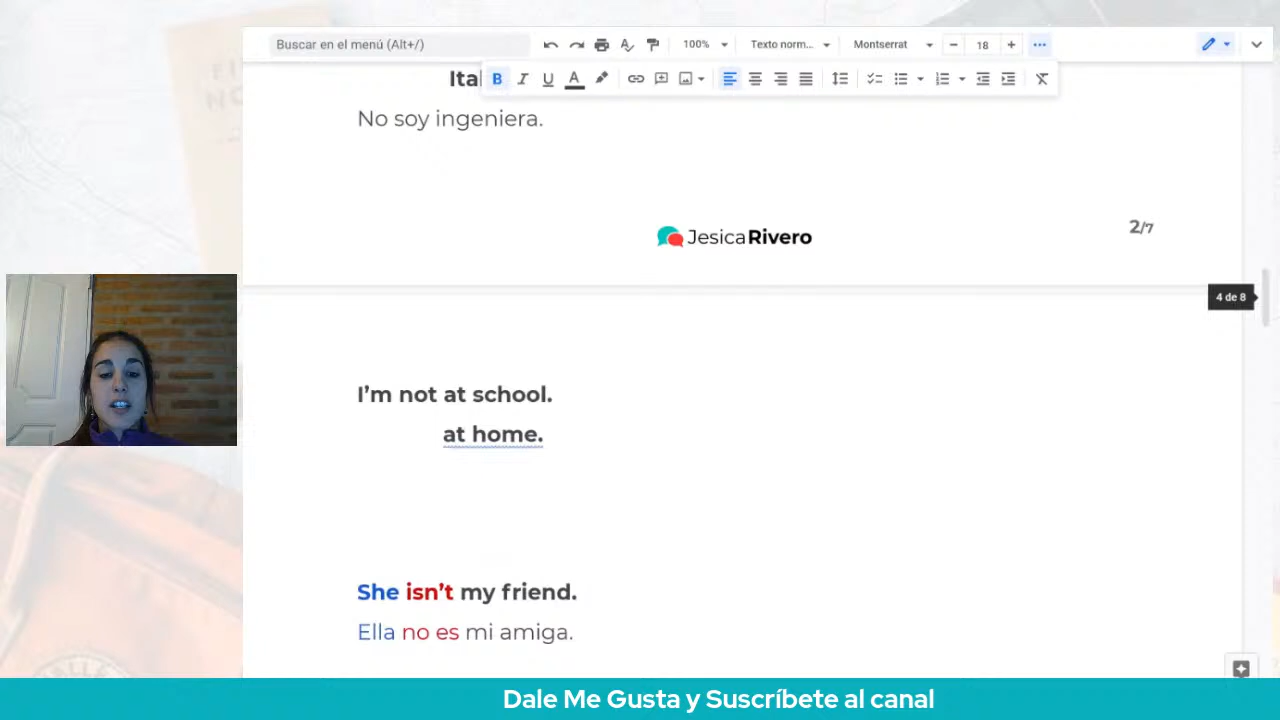 Buscar en el menú (Alt+/)
100%
Texto norm...
Montserrat
18
Ital
No soy ingeniera.
JesicaRivero
2/7
4 de 8
I’m not at school.
at home.
She isn’t my friend.
Ella no es mi amiga.
Dale Me Gusta y Suscríbete al canal